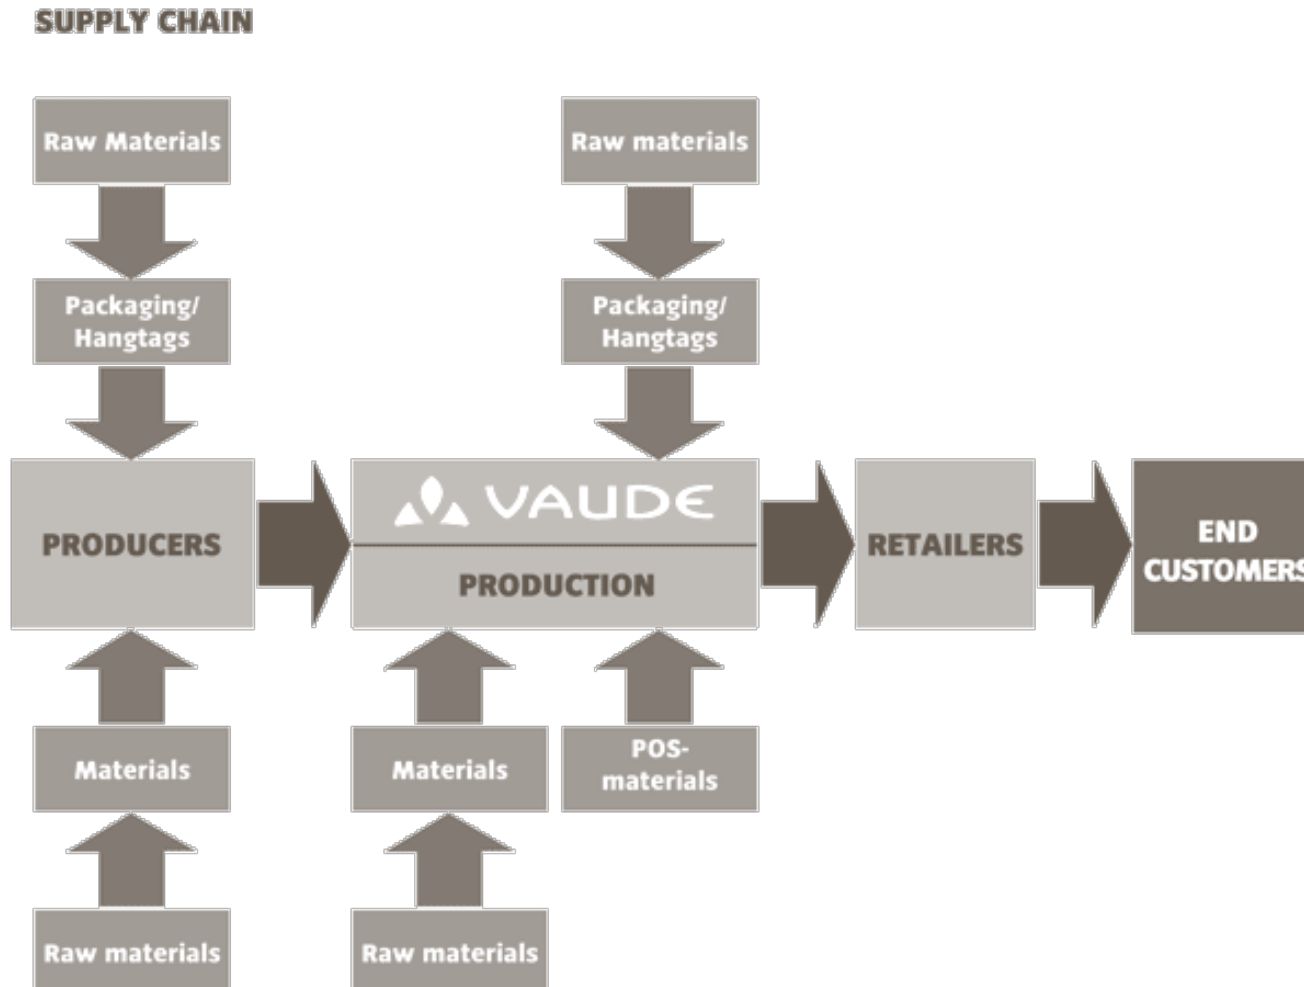 SUPPLY CHAIN
Raw Materials
Raw materials
Packaging/
Hangtags
Packaging/
Hangtags
PRODUCERS
VAUDE
PRODUCTION
RETAILERS
END
CUSTOMERS
Materials
Materials
POS-
materials
Raw materials
Raw materials